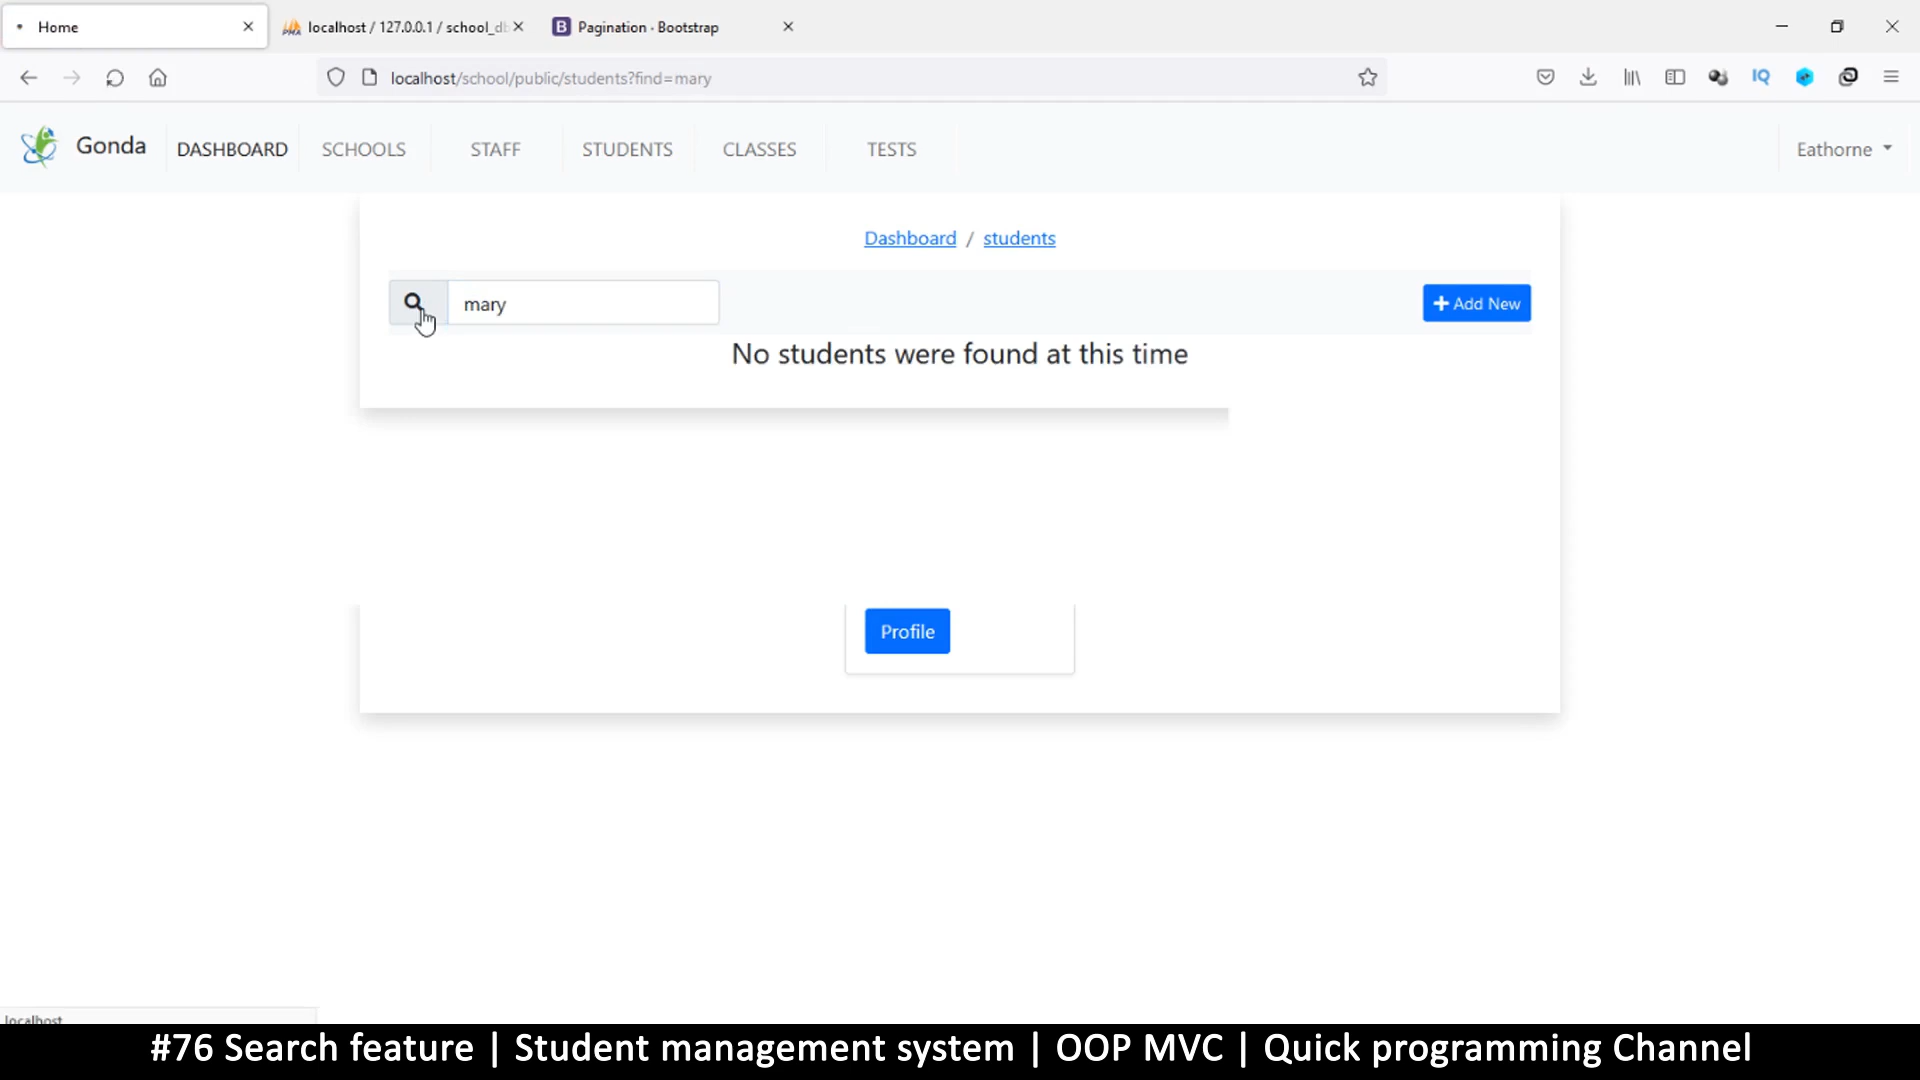 Home
localhost / 127.0.0.1 / school_db
B Pagination · Bootstrap
localhost/school/public/students?find=mary
IQ
Gonda DASHBOARD SCHOOLS STAFF STUDENTS CLASSES TESTS Eathorne
Dashboard / students
mary
Add New
No students were found at this time
Profile
localhost
#76 Search feature | Student management system | OOP MVC | Quick programming Channel